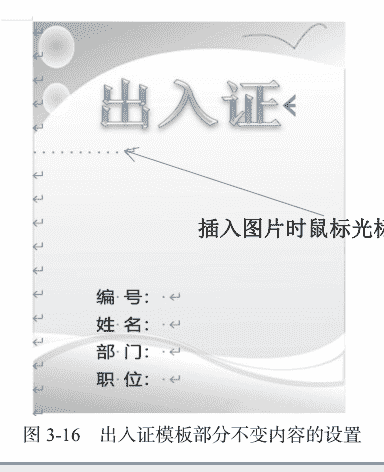 出入证
插入图片时鼠标光标
编号：
姓名：
部门：
职位：
图 3-16 出入证模板部分不变内容的设置